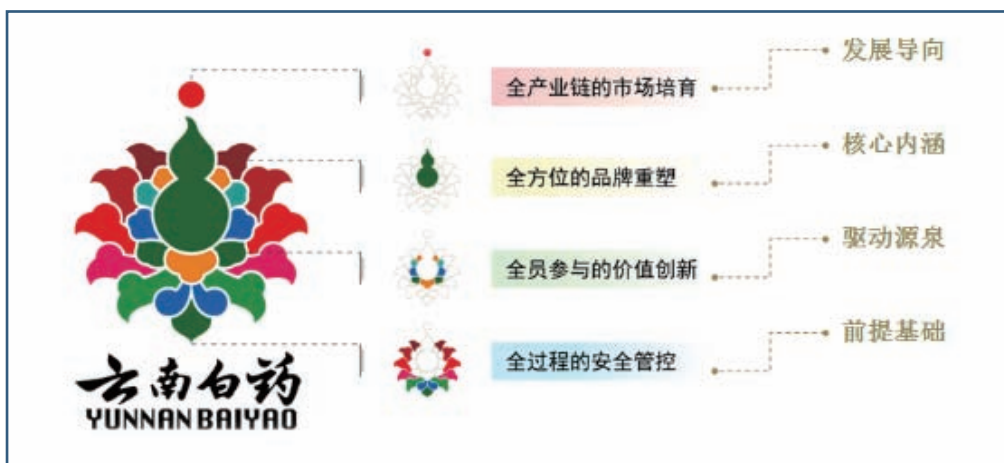 发展导向
全产业链的市场培育
核心内涵
全方位的品牌重塑
驱动源泉
全员参与的价值创新
前提基础
全过程的安全管控
云南白药
YUNNAN BAIYAO